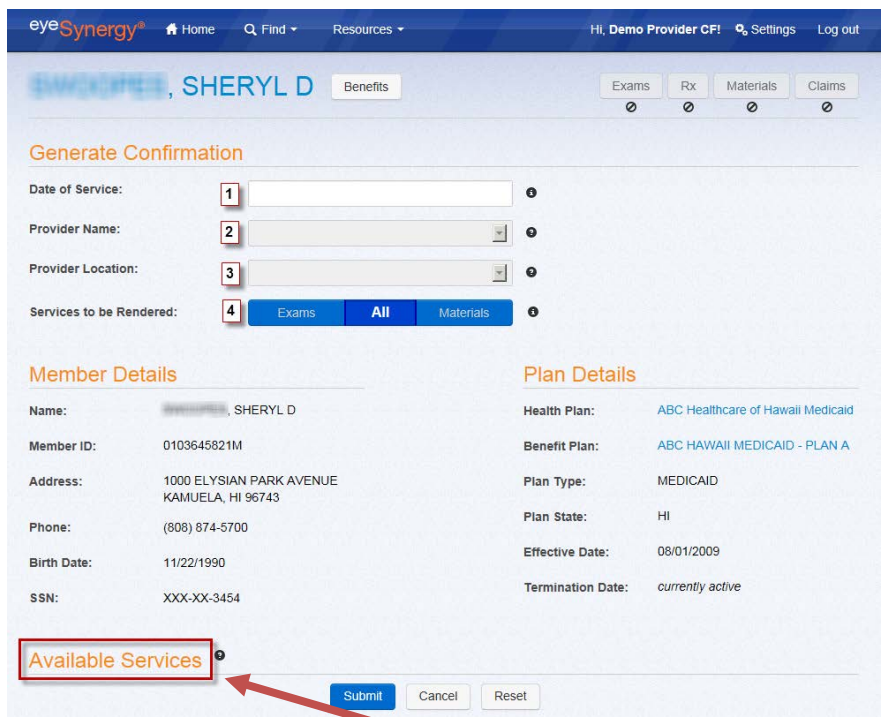 eyeSynergy® Home Find Resources Hi, Demo Provider CF! Settings Log out
, SHERYL D Benefits Exams Rx Materials Claims
Generate Confirmation
Date of Service: 1
Provider Name: 2
Provider Location: 3
Services to be Rendered: 4 Exams All Materials
Member Details
Name: , SHERYL D
Member ID: 0103645821M
Address: 1000 ELYSIAN PARK AVENUE
KAMUELA, HI 96743
Phone: (808) 874-5700
Birth Date: 11/22/1990
SSN: XXX-XX-3454
Plan Details
Health Plan: ABC Healthcare of Hawaii Medicaid
Benefit Plan: ABC HAWAII MEDICAID - PLAN A
Plan Type: MEDICAID
Plan State: HI
Effective Date: 08/01/2009
Termination Date: currently active
Available Services
Submit Cancel Reset